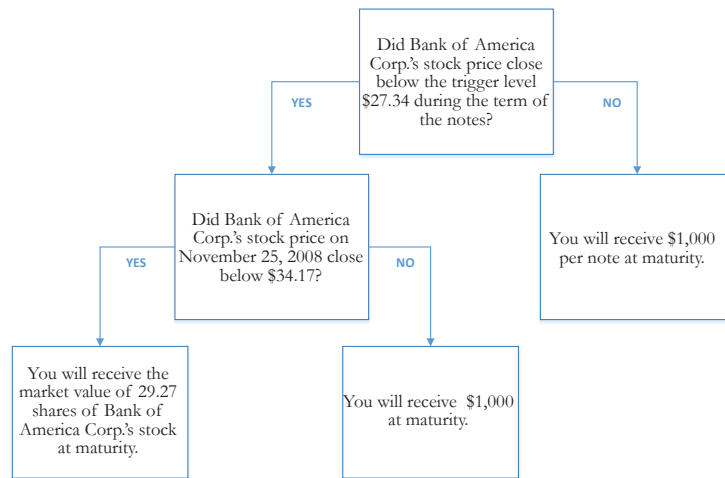 Did Bank of America
Corp.'s stock price close
below the trigger level
$27.34 during the term of
the notes?
YES
NO
Did Bank of America
Corp.'s stock price on
November 25, 2008 close
below $34.17?
You will receive $1,000
per note at maturity.
YES
NO
You will receive the
market value of 29.27
shares of Bank of
America Corp.'s stock
at maturity.
You will receive $1,000
at maturity.